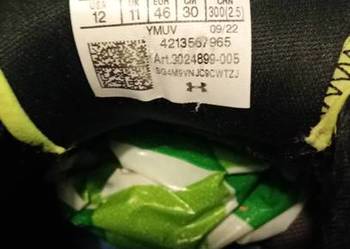 USA UK EUR CM CHN
12 11 46 30 300(2.5)
YMUV 09/22
4213567965
Art.3024899-005
SG4M9VNJC9CWTZJ